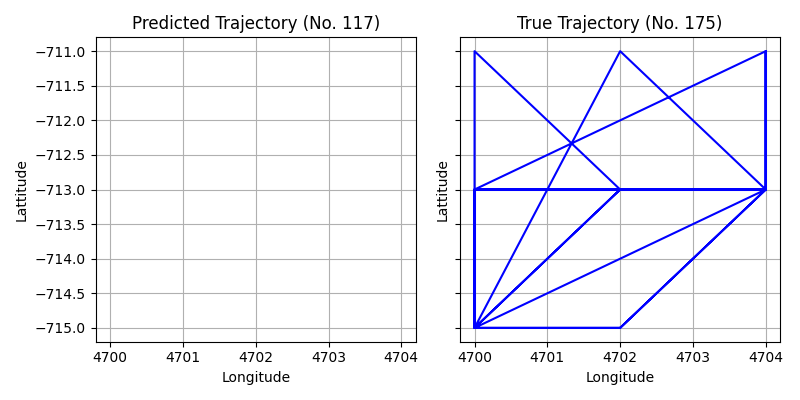 Predicted Trajectory (No. 117)
True Trajectory (No. 175)
−711.0
−711.5
−712.0
−712.5
−713.0
−713.5
−714.0
−714.5
−715.0
Lattitude
Lattitude
4700 4701 4702 4703 4704
4700 4701 4702 4703 4704
Longitude
Longitude